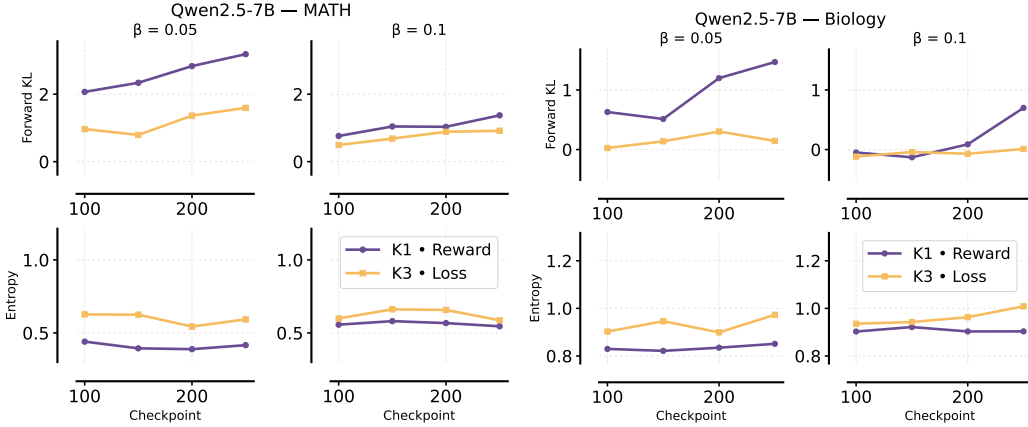 Qwen2.5-7B — MATH
β = 0.05
β = 0.1
Forward KL
2
0
2
0
100
200
100
200
Entropy
1.0
0.5
1.0
0.5
K1 • Reward
K3 • Loss
100
200
100
200
Checkpoint
Checkpoint
Qwen2.5-7B — Biology
β = 0.05
β = 0.1
Forward KL
1
0
1
0
100
200
100
200
Entropy
1.2
1.0
0.8
1.2
1.0
0.8
K1 • Reward
K3 • Loss
100
200
100
200
Checkpoint
Checkpoint